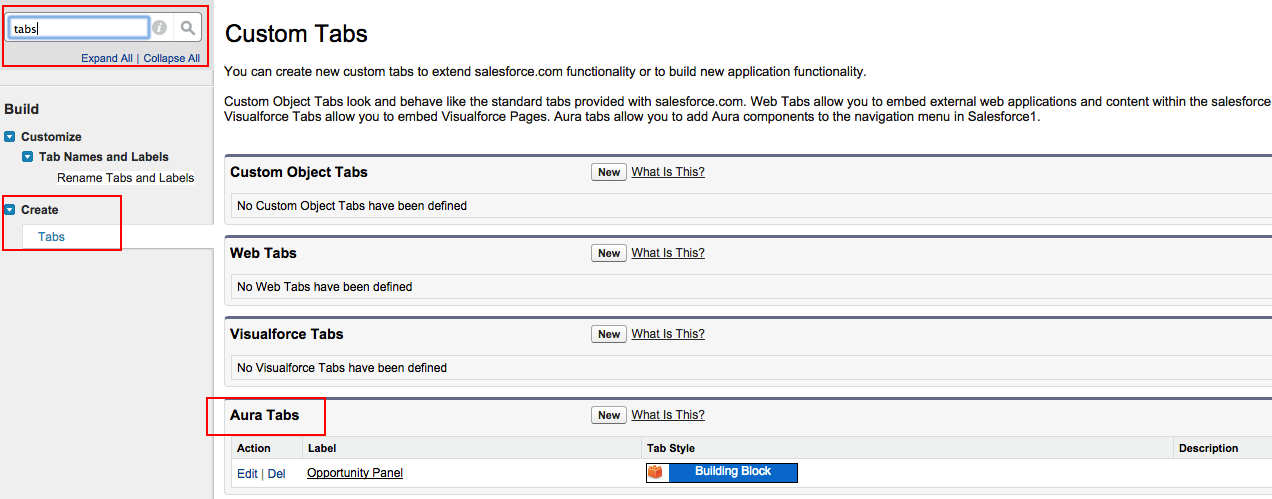 tabs
Expand All | Collapse All
Build
Customize
Tab Names and Labels
Rename Tabs and Labels
Create
Tabs
Custom Tabs
You can create new custom tabs to extend salesforce.com functionality or to build new application functionality.
Custom Object Tabs look and behave like the standard tabs provided with salesforce.com. Web Tabs allow you to embed external web applications and content within the salesforce
Visualforce Tabs allow you to embed Visualforce Pages. Aura tabs allow you to add Aura components to the navigation menu in Salesforce1.
Custom Object Tabs New What Is This?
No Custom Object Tabs have been defined
Web Tabs New What Is This?
No Web Tabs have been defined
Visualforce Tabs New What Is This?
No Visualforce Tabs have been defined
Aura Tabs New What Is This?
Action Label Tab Style Description
Edit | Del Opportunity Panel Building Block